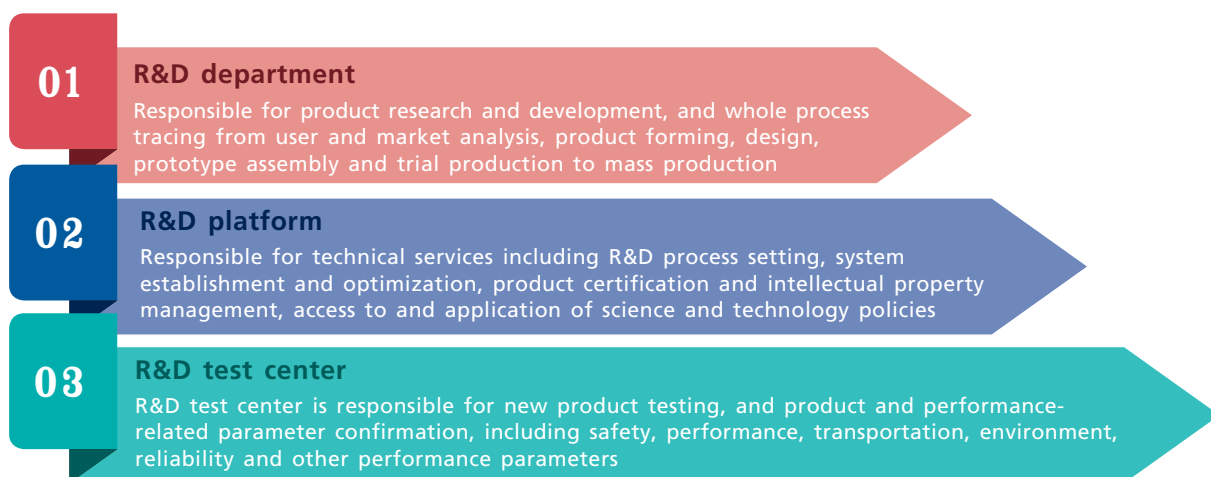 01
R&D department
Responsible for product research and development, and whole process
tracing from user and market analysis, product forming, design,
prototype assembly and trial production to mass production
02
R&D platform
Responsible for technical services including R&D process setting, system
establishment and optimization, product certification and intellectual property
management, access to and application of science and technology policies
03
R&D test center
R&D test center is responsible for new product testing, and product and performance-
related parameter confirmation, including safety, performance, transportation, environment,
reliability and other performance parameters